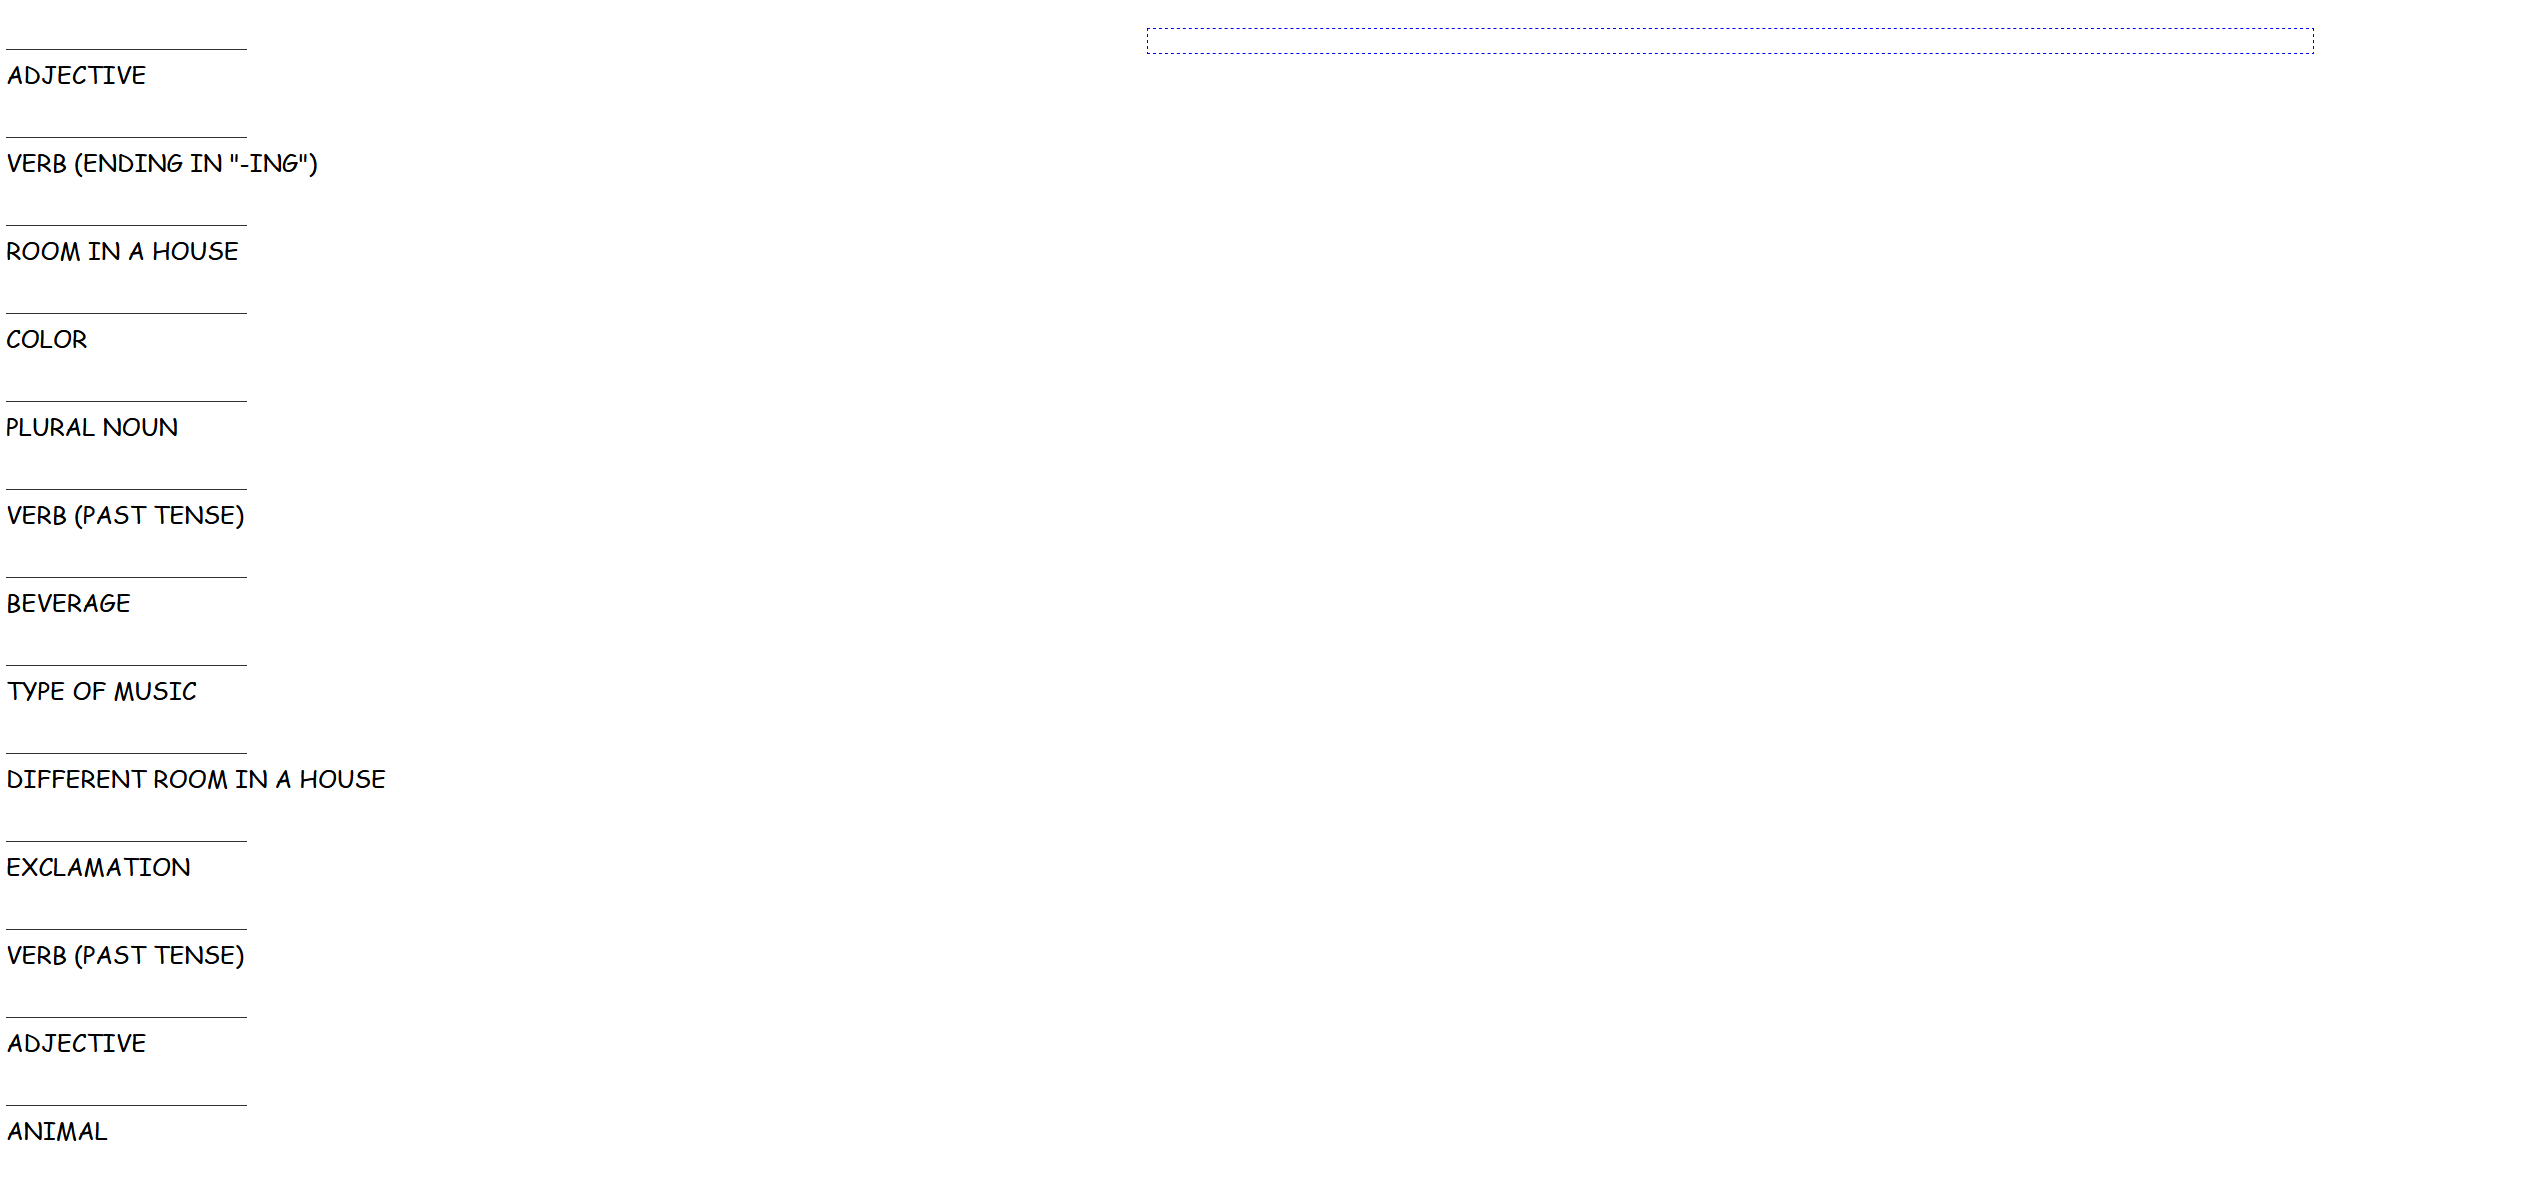 ADJECTIVE
VERB (ENDING IN "-ING")
ROOM IN A HOUSE
COLOR
PLURAL NOUN
VERB (PAST TENSE)
BEVERAGE
TYPE OF MUSIC
DIFFERENT ROOM IN A HOUSE
EXCLAMATION
VERB (PAST TENSE)
ADJECTIVE
ANIMAL